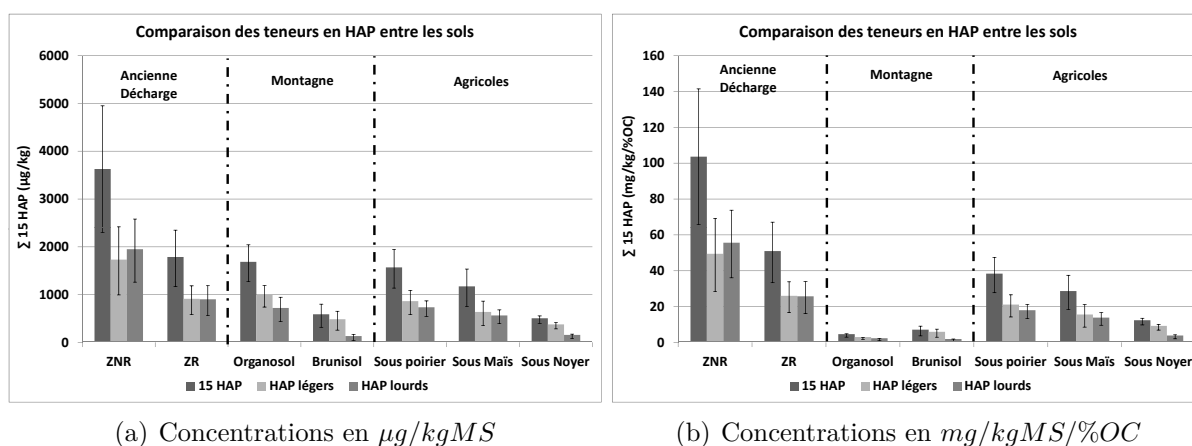 Comparaison des teneurs en HAP entre les sols
Ancienne
Décharge
Montagne
Agricoles
∑ 15 HAP (µg/kg)
6000
5000
4000
3000
2000
1000
0
ZNR ZR Organosol Brunisol Sous poirier Sous Maïs Sous Noyer
15 HAP HAP légers HAP lourds
(a) Concentrations en µg/kgMS
Comparaison des teneurs en HAP entre les sols
Ancienne
Décharge
Montagne
Agricoles
∑ 15 HAP (mg/kg/%OC)
160
140
120
100
80
60
40
20
0
ZNR ZR Organosol Brunisol Sous poirier Sous Maïs Sous Noyer
15 HAP HAP légers HAP lourds
(b) Concentrations en mg/kgMS/%OC